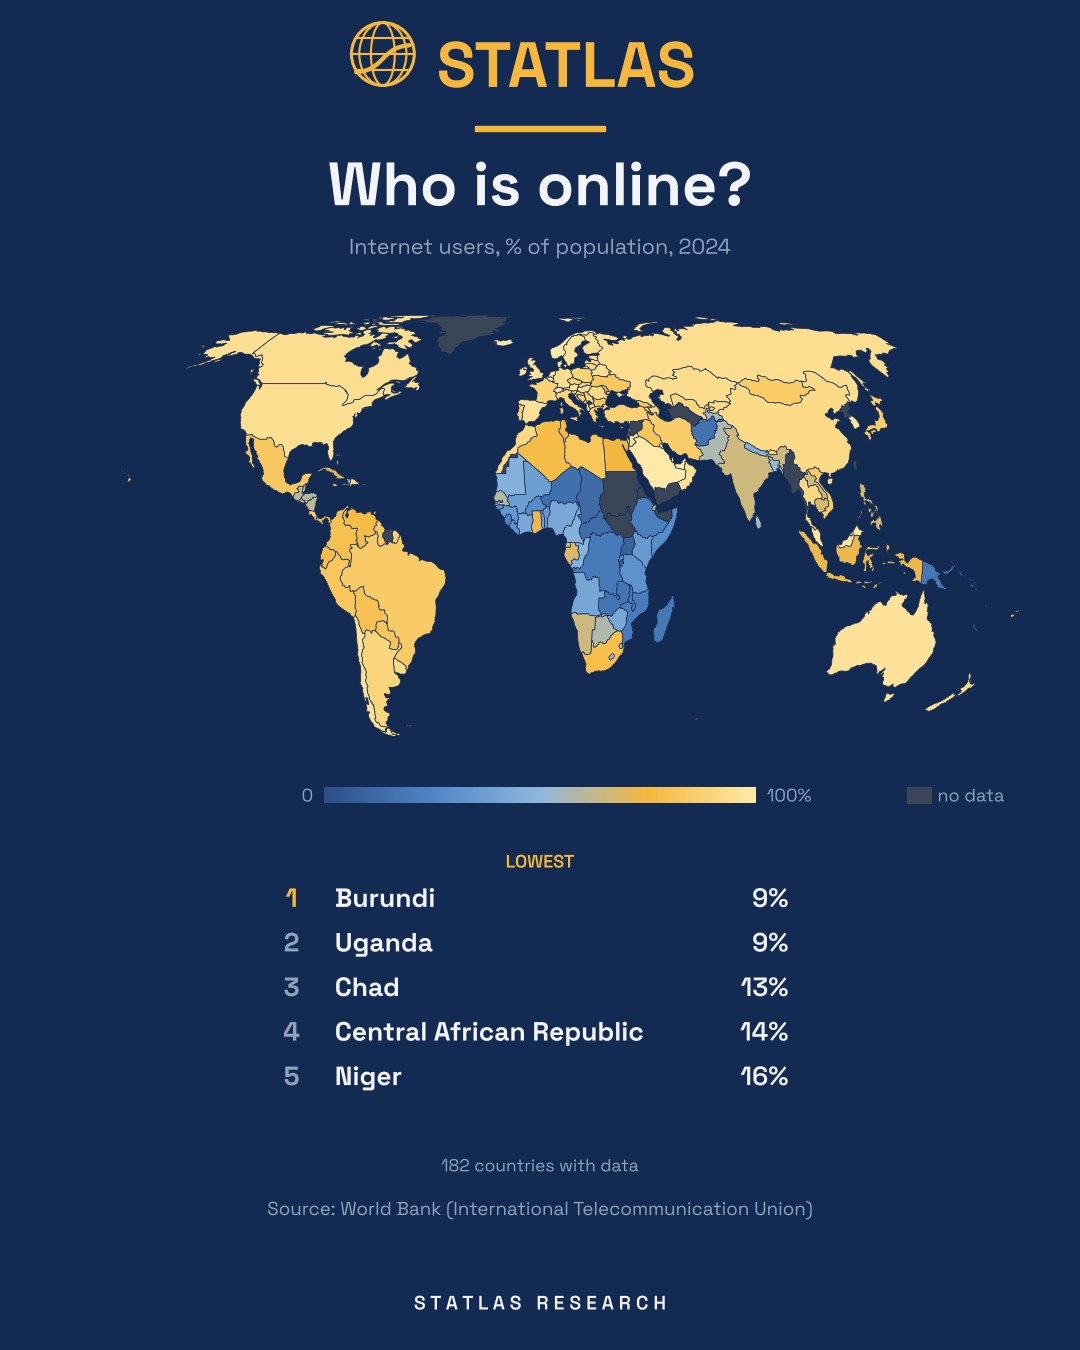 STATLAS
Who is online?
Internet users, % of population, 2024
0 100% no data
LOWEST
1 Burundi 9%
2 Uganda 9%
3 Chad 13%
4 Central African Republic 14%
5 Niger 16%
182 countries with data
Source: World Bank (International Telecommunication Union)
STATLAS RESEARCH